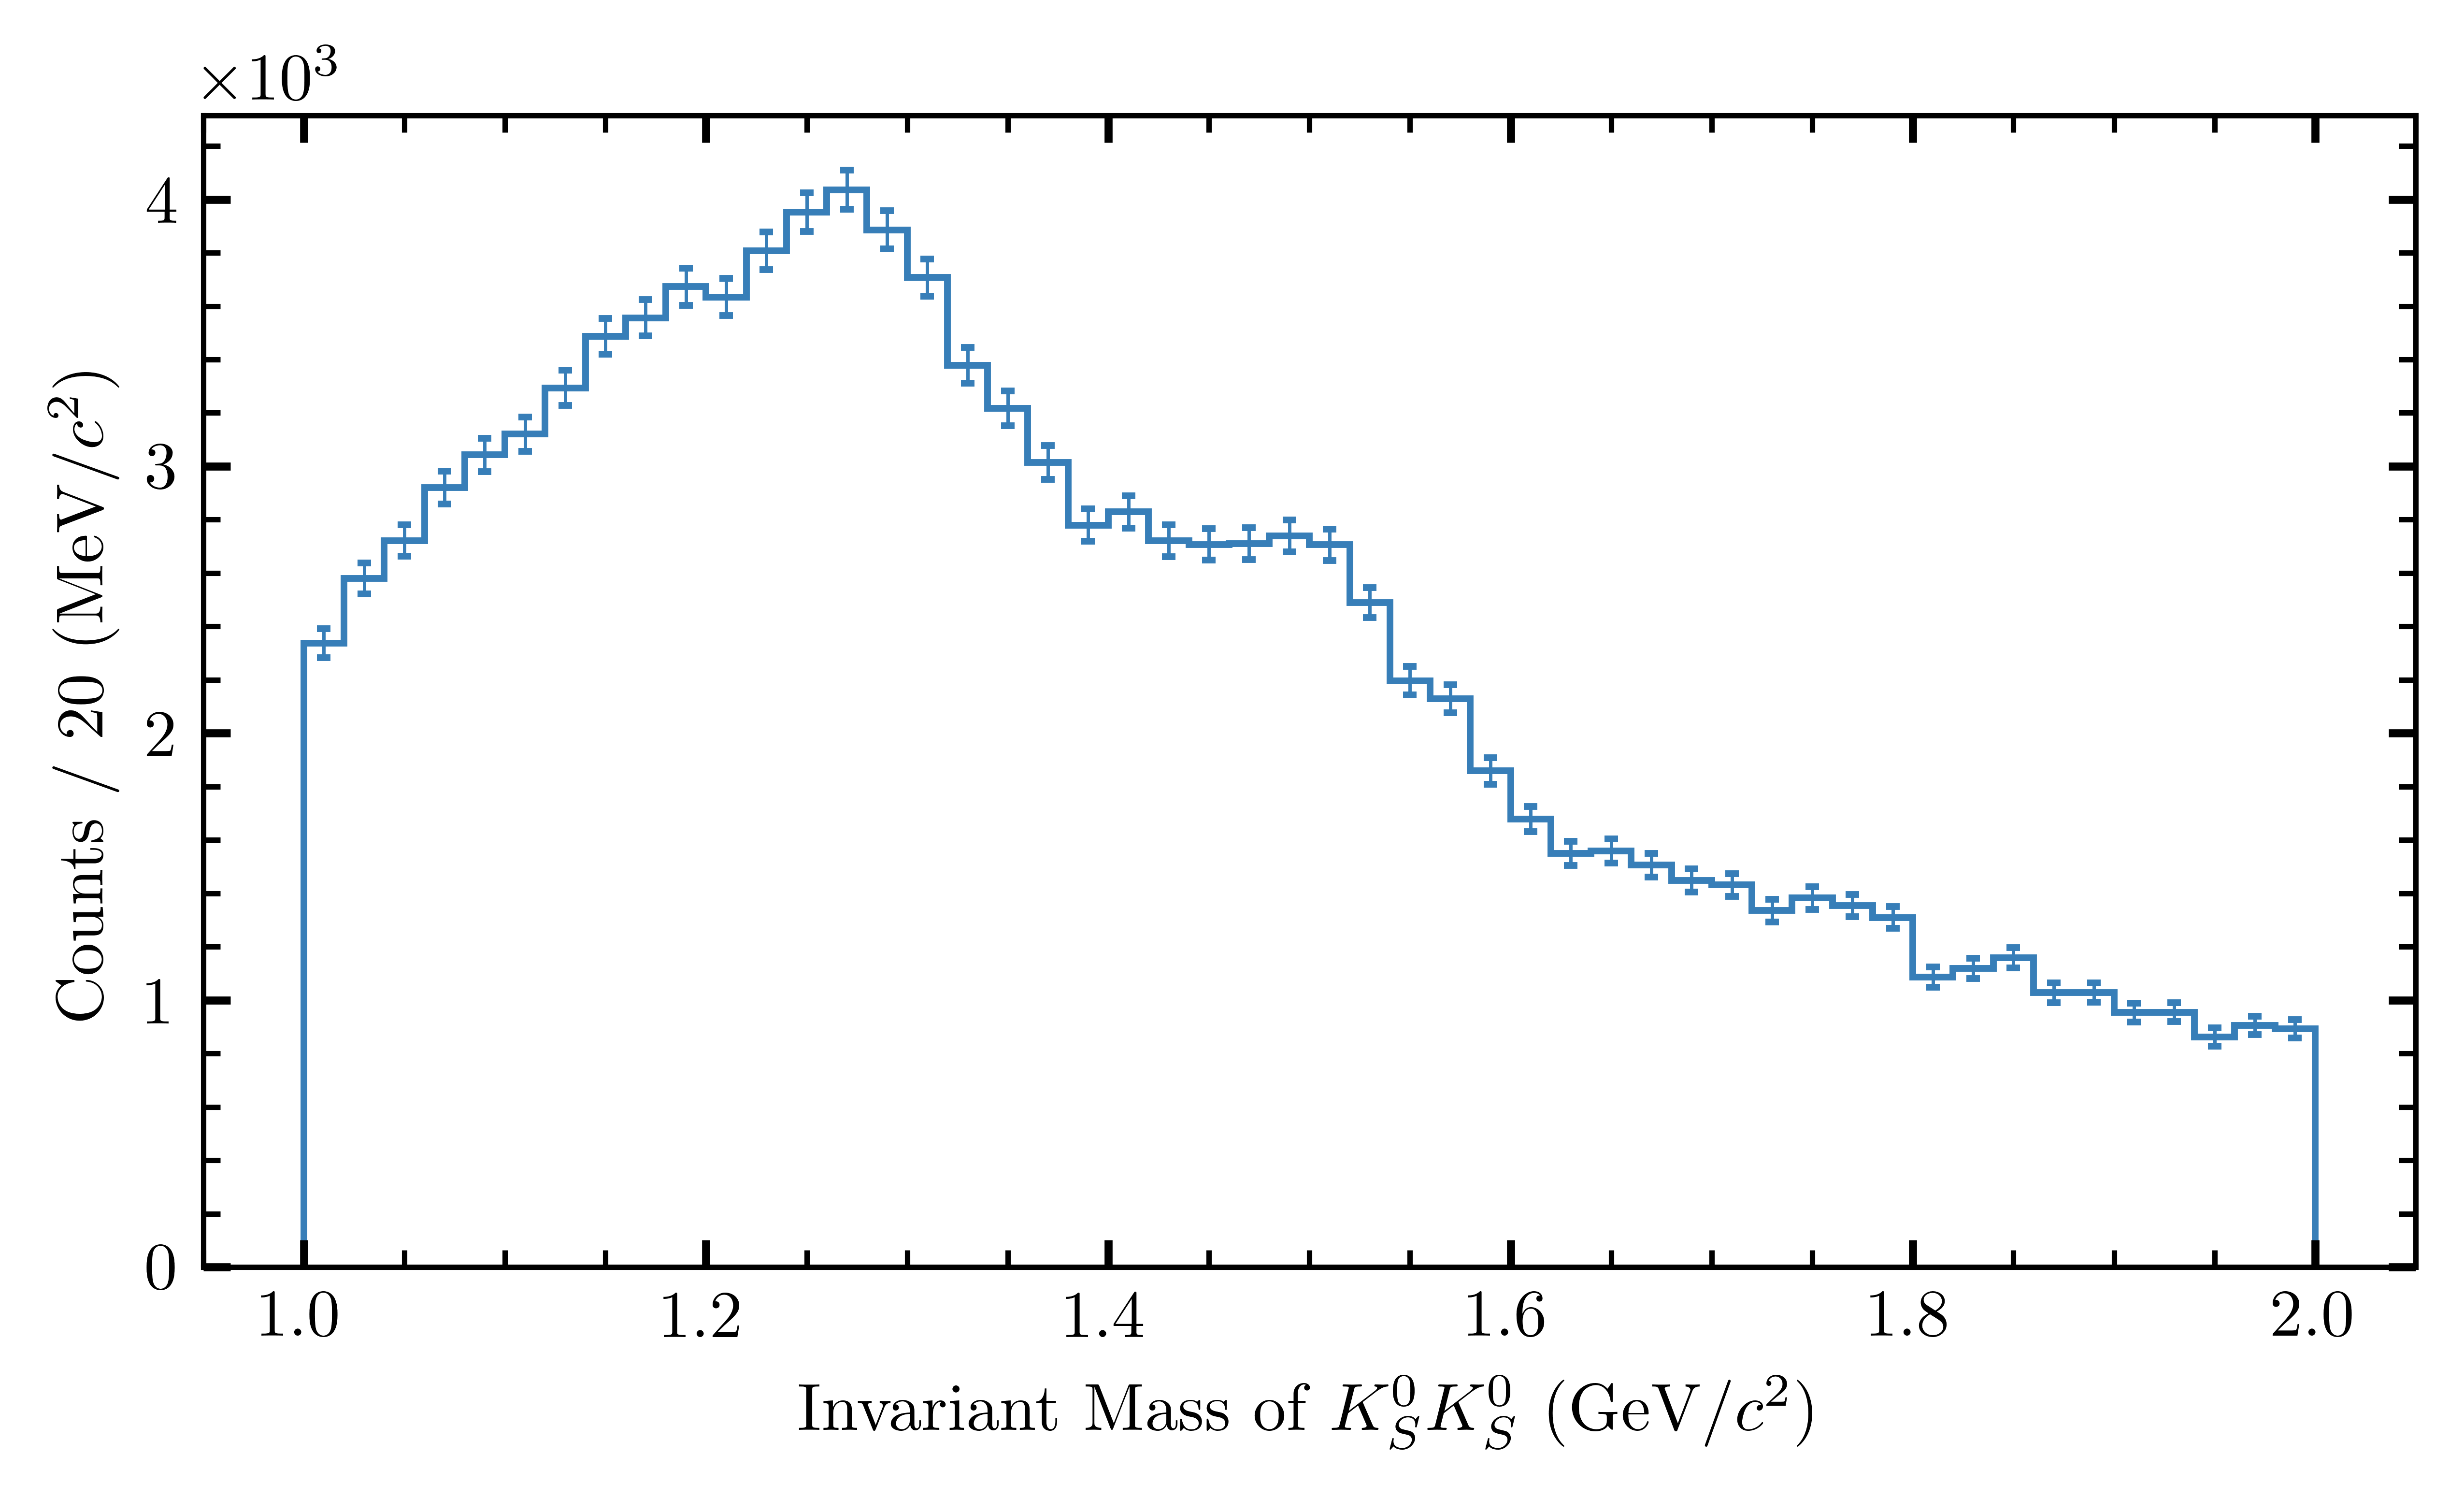 ×10³
4
3
2
1
0
Counts / 20 (MeV/c²)
1.0 1.2 1.4 1.6 1.8 2.0
Invariant Mass of K⁰_S K⁰_S (GeV/c²)